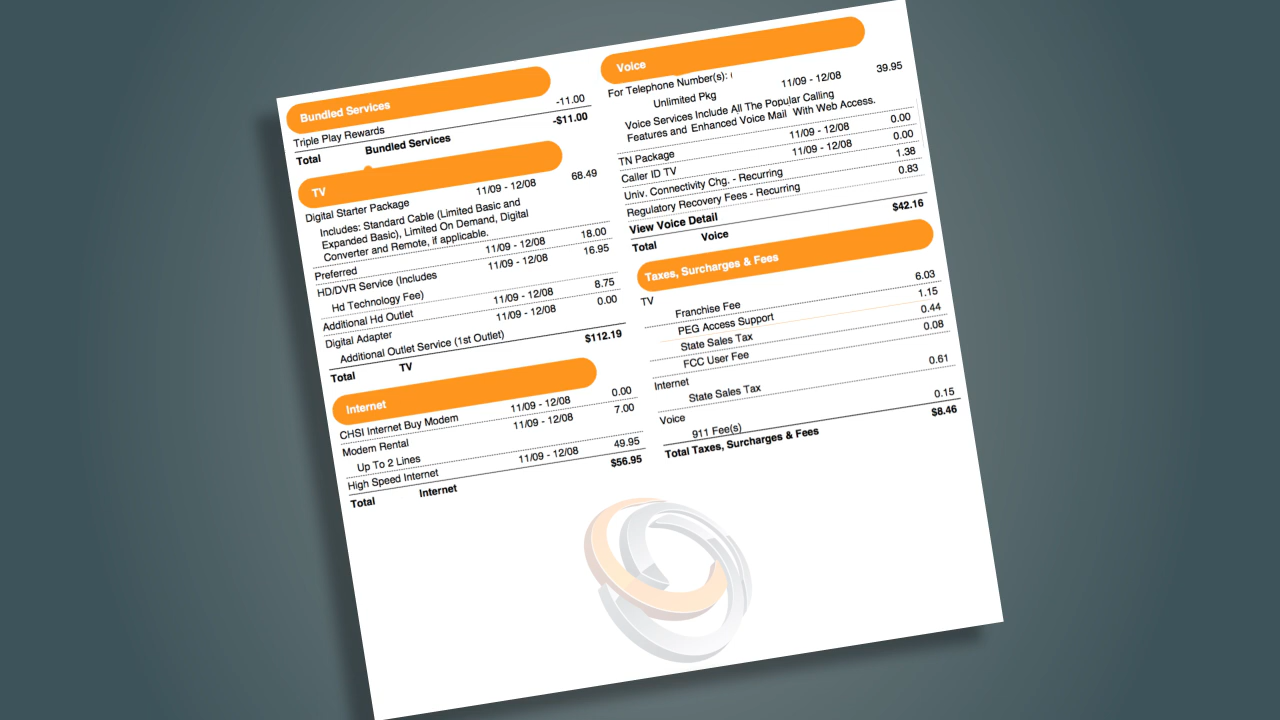 Bundled Services
Triple Play Rewards -11.00
Total Bundled Services -$11.00
TV
Digital Starter Package 11/09 - 12/08 68.49
Includes: Standard Cable (Limited Basic and
Expanded Basic), Limited On Demand, Digital
Converter and Remote, if applicable.
Preferred 11/09 - 12/08 18.00
HD/DVR Service (Includes 11/09 - 12/08 16.95
Hd Technology Fee)
Additional Hd Outlet 11/09 - 12/08 8.75
Digital Adapter 11/09 - 12/08 0.00
Additional Outlet Service (1st Outlet)
Total TV $112.19
Internet
CHSI Internet Buy Modem 11/09 - 12/08 0.00
Modem Rental 11/09 - 12/08 7.00
Up To 2 Lines
High Speed Internet 11/09 - 12/08 49.95
Total Internet $56.95
Voice
For Telephone Number(s):
Unlimited Pkg 11/09 - 12/08 39.95
Voice Services Include All The Popular Calling
Features and Enhanced Voice Mail With Web Access.
TN Package 11/09 - 12/08 0.00
Caller ID TV 11/09 - 12/08 0.00
Univ. Connectivity Chg. - Recurring 1.38
Regulatory Recovery Fees - Recurring 0.83
View Voice Detail
Total Voice $42.16
Taxes, Surcharges & Fees
TV
Franchise Fee 6.03
PEG Access Support 1.15
State Sales Tax 0.44
FCC User Fee 0.08
Internet
State Sales Tax 0.61
Voice
911 Fee(s) 0.15
Total Taxes, Surcharges & Fees $8.46